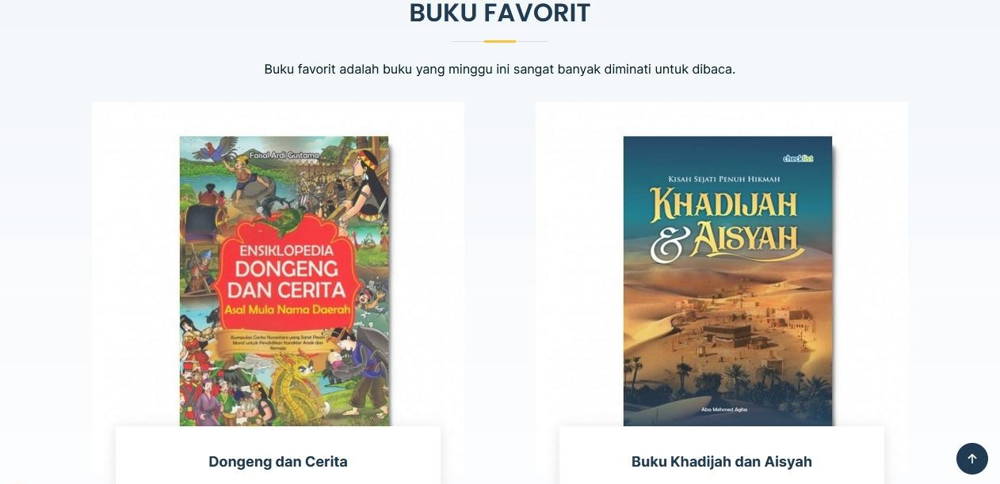 BUKU FAVORIT
Buku favorit adalah buku yang minggu ini sangat banyak diminati untuk dibaca.
Faisal Ardi Gustama
ENSIKLOPEDIA
DONGENG
DAN CERITA
Asal Mula Nama Daerah
Kumpulan Cerita Nusantara yang Sarat Pesan
Moral untuk Pendidikan Karakter Anak dan
Remaja
Dongeng dan Cerita
checklist
KISAH SEJATI PENUH HIKMAH
KHADIJAH
& AISYAH
Aba Mehmed Agha
Buku Khadijah dan Aisyah